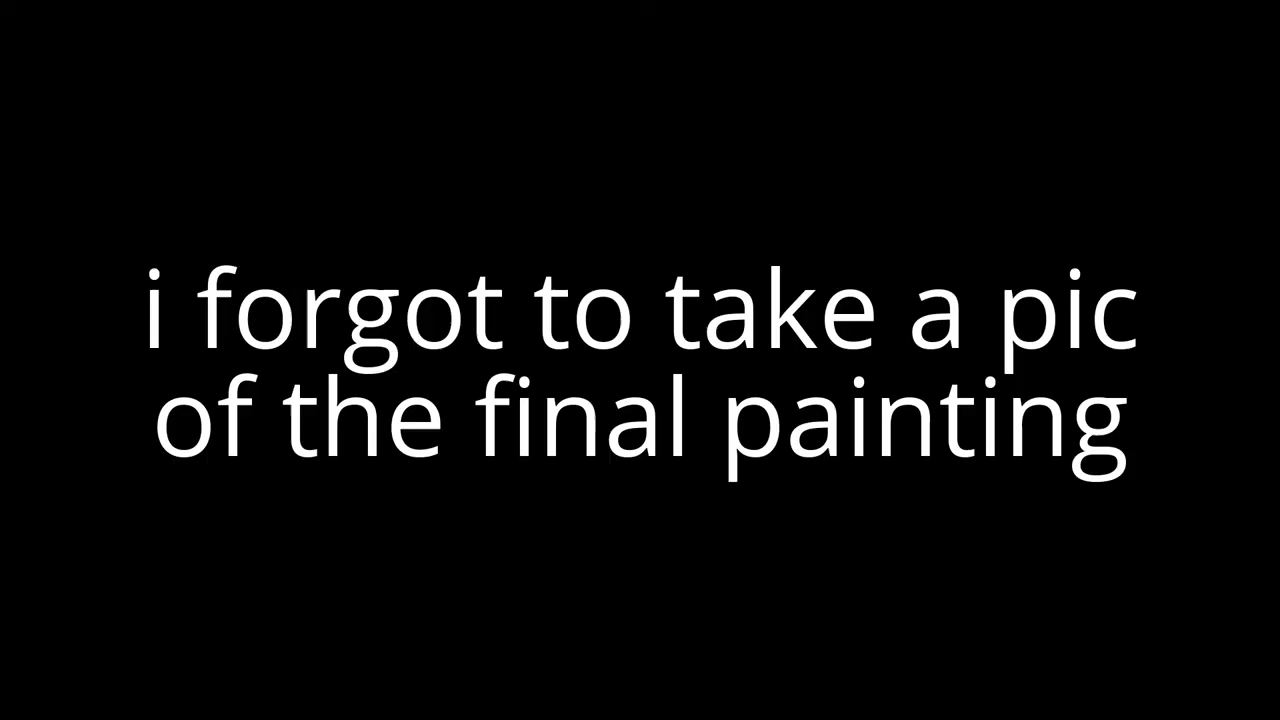 i forgot to take a pic
of the final painting